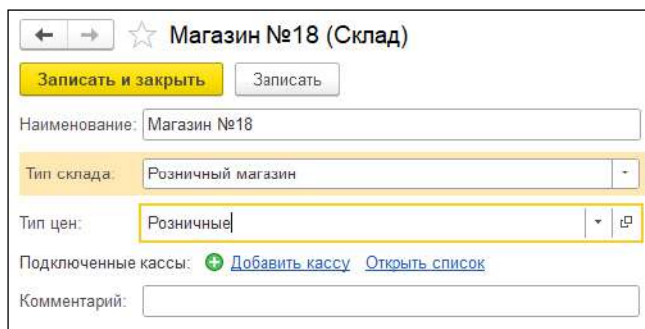 Магазин №18 (Склад)
Записать и закрыть Записать
Наименование: Магазин №18
Тип склада: Розничный магазин
Тип цен: Розничные
Подключенные кассы: Добавить кассу Открыть список
Комментарий: